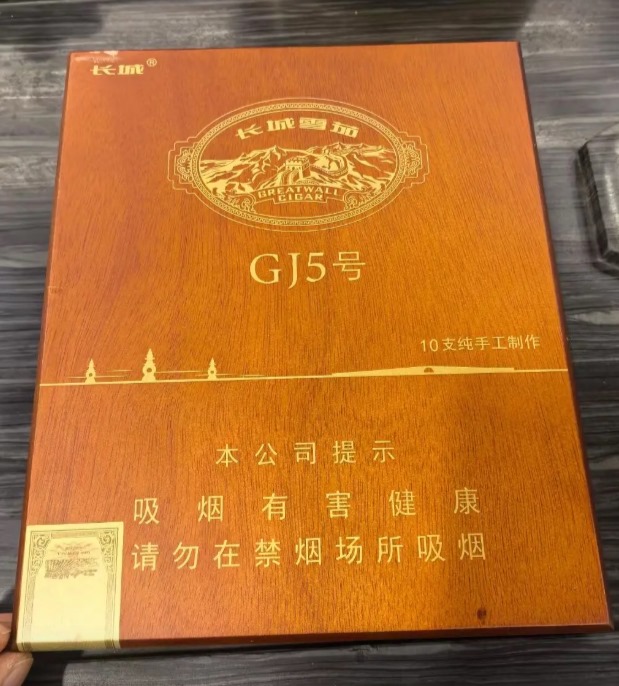 长城®
长城雪茄
GREATWALL
CIGAR
GJ5号
10支纯手工制作
本公司提示
吸烟有害健康
请勿在禁烟场所吸烟